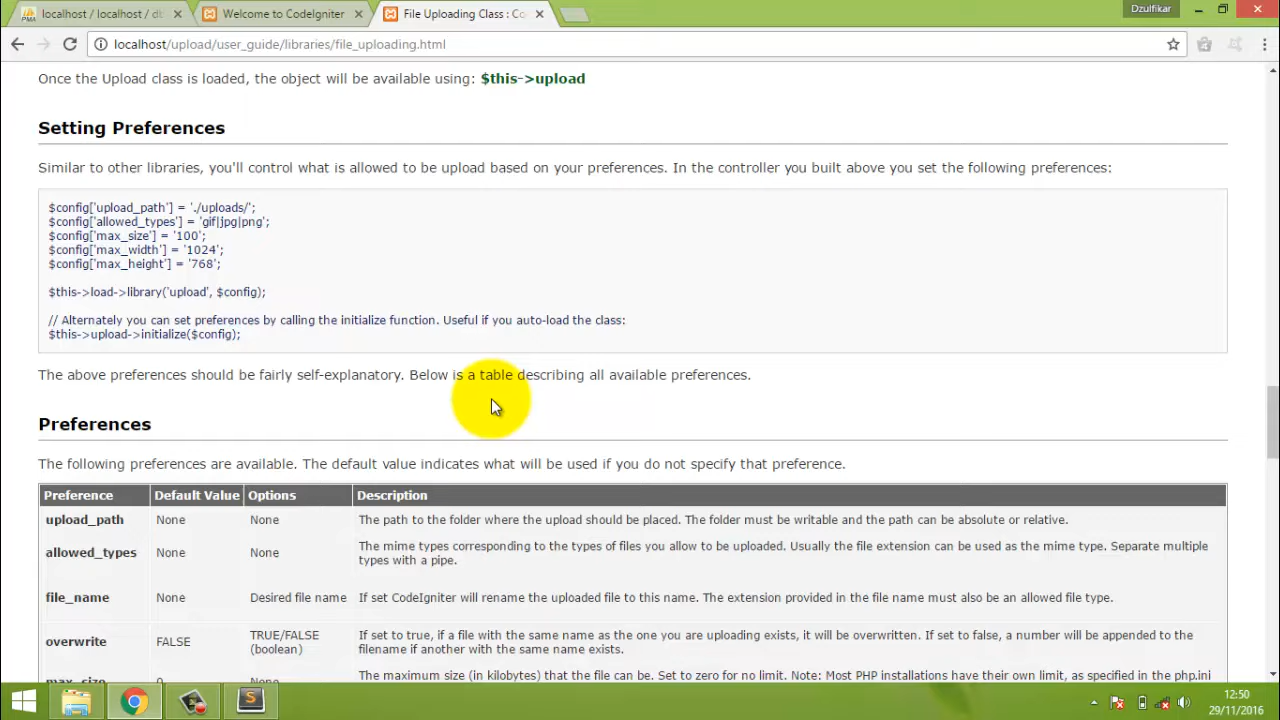 localhost / localhost / db
Welcome to CodeIgniter
File Uploading Class : Co
Dzulfikar
localhost/upload/user_guide/libraries/file_uploading.html
Once the Upload class is loaded, the object will be available using: $this->upload
Setting Preferences
Similar to other libraries, you'll control what is allowed to be upload based on your preferences. In the controller you built above you set the following preferences:
$config['upload_path'] = './uploads/';
$config['allowed_types'] = 'gif|jpg|png';
$config['max_size'] = '100';
$config['max_width'] = '1024';
$config['max_height'] = '768';
$this->load->library('upload', $config);
// Alternately you can set preferences by calling the initialize function. Useful if you auto-load the class:
$this->upload->initialize($config);
The above preferences should be fairly self-explanatory. Below is a table describing all available preferences.
Preferences
The following preferences are available. The default value indicates what will be used if you do not specify that preference.
Preference Default Value Options Description
upload_path None None The path to the folder where the upload should be placed. The folder must be writable and the path can be absolute or relative.
allowed_types None None The mime types corresponding to the types of files you allow to be uploaded. Usually the file extension can be used as the mime type. Separate multiple
types with a pipe.
file_name None Desired file name If set CodeIgniter will rename the uploaded file to this name. The extension provided in the file name must also be an allowed file type.
overwrite FALSE TRUE/FALSE If set to true, if a file with the same name as the one you are uploading exists, it will be overwritten. If set to false, a number will be appended to the
(boolean) filename if another with the same name exists.
max_size 0 None The maximum size (in kilobytes) that the file can be. Set to zero for no limit. Note: Most PHP installations have their own limit, as specified in the php.ini
12:50
29/11/2016